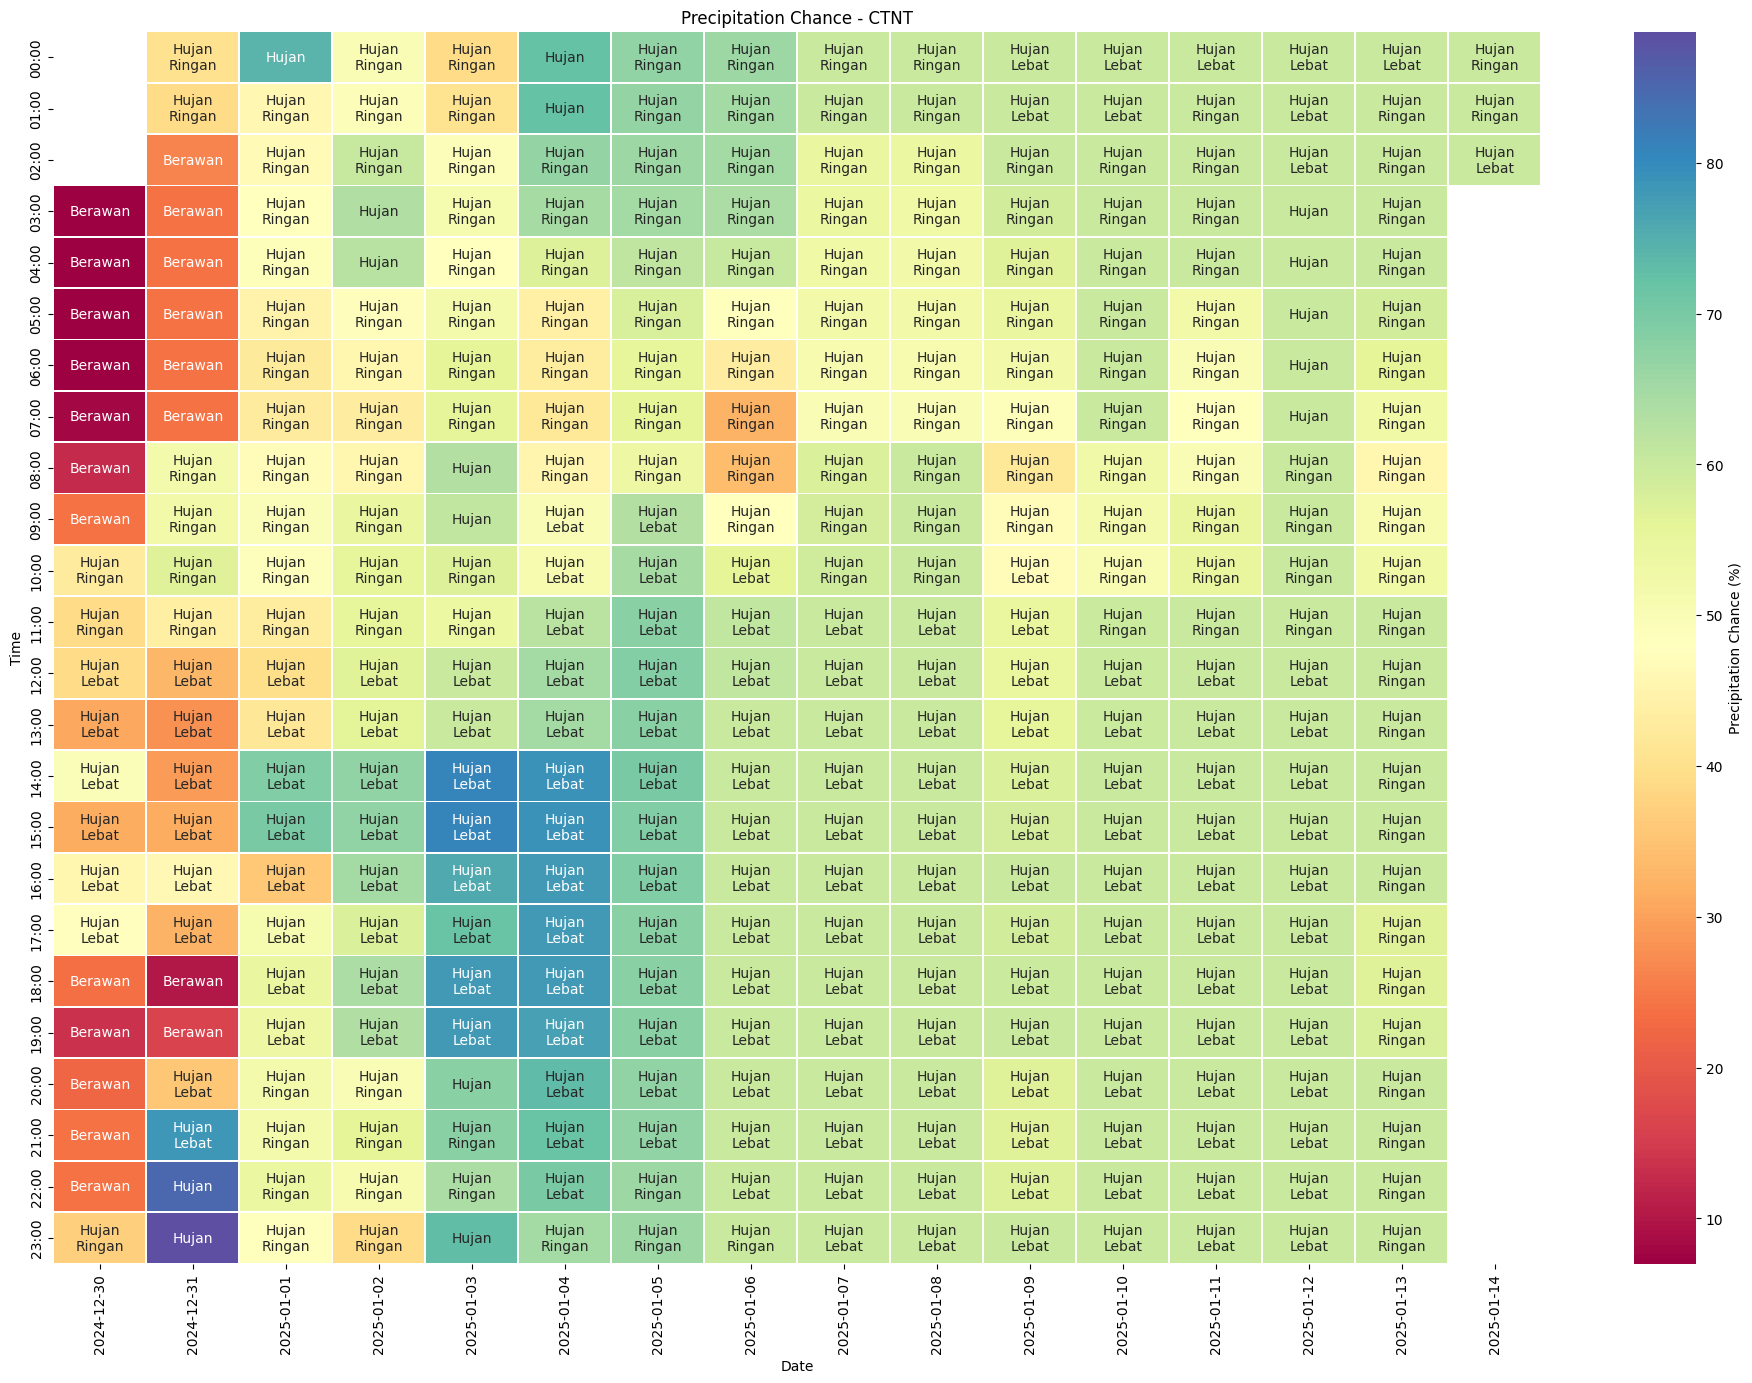 Precipitation Chance - CTNT
00:00 Hujan Ringan Hujan Hujan Ringan Hujan Ringan Hujan Hujan Ringan Hujan Ringan Hujan Ringan Hujan Ringan Hujan Lebat Hujan Lebat Hujan Lebat Hujan Lebat Hujan Lebat Hujan Ringan
01:00 Hujan Ringan Hujan Ringan Hujan Ringan Hujan Ringan Hujan Hujan Ringan Hujan Ringan Hujan Ringan Hujan Ringan Hujan Lebat Hujan Lebat Hujan Ringan Hujan Lebat Hujan Ringan Hujan Ringan
02:00 Berawan Hujan Ringan Hujan Ringan Hujan Ringan Hujan Ringan Hujan Ringan Hujan Ringan Hujan Ringan Hujan Ringan Hujan Ringan Hujan Ringan Hujan Ringan Hujan Lebat Hujan Ringan Hujan Lebat
03:00 Berawan Berawan Hujan Ringan Hujan Hujan Ringan Hujan Ringan Hujan Ringan Hujan Ringan Hujan Ringan Hujan Ringan Hujan Ringan Hujan Ringan Hujan Ringan Hujan Hujan Ringan
04:00 Berawan Berawan Hujan Ringan Hujan Hujan Ringan Hujan Ringan Hujan Ringan Hujan Ringan Hujan Ringan Hujan Ringan Hujan Ringan Hujan Ringan Hujan Ringan Hujan Hujan Ringan
05:00 Berawan Berawan Hujan Ringan Hujan Ringan Hujan Ringan Hujan Ringan Hujan Ringan Hujan Ringan Hujan Ringan Hujan Ringan Hujan Ringan Hujan Ringan Hujan Ringan Hujan Hujan Ringan
06:00 Berawan Berawan Hujan Ringan Hujan Ringan Hujan Ringan Hujan Ringan Hujan Ringan Hujan Ringan Hujan Ringan Hujan Ringan Hujan Ringan Hujan Ringan Hujan Ringan Hujan Hujan Ringan
07:00 Berawan Berawan Hujan Ringan Hujan Ringan Hujan Ringan Hujan Ringan Hujan Ringan Hujan Ringan Hujan Ringan Hujan Ringan Hujan Ringan Hujan Ringan Hujan Ringan Hujan Hujan Ringan
08:00 Berawan Hujan Ringan Hujan Ringan Hujan Ringan Hujan Hujan Ringan Hujan Ringan Hujan Ringan Hujan Ringan Hujan Ringan Hujan Ringan Hujan Ringan Hujan Ringan Hujan Ringan Hujan Ringan
09:00 Berawan Hujan Ringan Hujan Ringan Hujan Ringan Hujan Hujan Lebat Hujan Lebat Hujan Ringan Hujan Ringan Hujan Ringan Hujan Ringan Hujan Ringan Hujan Ringan Hujan Ringan Hujan Ringan
10:00 Hujan Ringan Hujan Ringan Hujan Ringan Hujan Ringan Hujan Ringan Hujan Lebat Hujan Lebat Hujan Lebat Hujan Ringan Hujan Ringan Hujan Lebat Hujan Ringan Hujan Ringan Hujan Ringan Hujan Ringan
11:00 Hujan Ringan Hujan Ringan Hujan Ringan Hujan Ringan Hujan Ringan Hujan Lebat Hujan Lebat Hujan Lebat Hujan Lebat Hujan Lebat Hujan Lebat Hujan Ringan Hujan Ringan Hujan Ringan Hujan Ringan
12:00 Hujan Lebat Hujan Lebat Hujan Lebat Hujan Lebat Hujan Lebat Hujan Lebat Hujan Lebat Hujan Lebat Hujan Lebat Hujan Lebat Hujan Lebat Hujan Lebat Hujan Lebat Hujan Lebat Hujan Ringan
13:00 Hujan Lebat Hujan Lebat Hujan Lebat Hujan Lebat Hujan Lebat Hujan Lebat Hujan Lebat Hujan Lebat Hujan Lebat Hujan Lebat Hujan Lebat Hujan Lebat Hujan Lebat Hujan Lebat Hujan Ringan
14:00 Hujan Lebat Hujan Lebat Hujan Lebat Hujan Lebat Hujan Lebat Hujan Lebat Hujan Lebat Hujan Lebat Hujan Lebat Hujan Lebat Hujan Lebat Hujan Lebat Hujan Lebat Hujan Lebat Hujan Ringan
15:00 Hujan Lebat Hujan Lebat Hujan Lebat Hujan Lebat Hujan Lebat Hujan Lebat Hujan Lebat Hujan Lebat Hujan Lebat Hujan Lebat Hujan Lebat Hujan Lebat Hujan Lebat Hujan Lebat Hujan Ringan
16:00 Hujan Lebat Hujan Lebat Hujan Lebat Hujan Lebat Hujan Lebat Hujan Lebat Hujan Lebat Hujan Lebat Hujan Lebat Hujan Lebat Hujan Lebat Hujan Lebat Hujan Lebat Hujan Lebat Hujan Ringan
17:00 Hujan Lebat Hujan Lebat Hujan Lebat Hujan Lebat Hujan Lebat Hujan Lebat Hujan Lebat Hujan Lebat Hujan Lebat Hujan Lebat Hujan Lebat Hujan Lebat Hujan Lebat Hujan Lebat Hujan Ringan
18:00 Berawan Berawan Hujan Lebat Hujan Lebat Hujan Lebat Hujan Lebat Hujan Lebat Hujan Lebat Hujan Lebat Hujan Lebat Hujan Lebat Hujan Lebat Hujan Lebat Hujan Lebat Hujan Ringan
19:00 Berawan Berawan Hujan Lebat Hujan Lebat Hujan Lebat Hujan Lebat Hujan Lebat Hujan Lebat Hujan Lebat Hujan Lebat Hujan Lebat Hujan Lebat Hujan Lebat Hujan Lebat Hujan Ringan
20:00 Berawan Hujan Lebat Hujan Ringan Hujan Ringan Hujan Hujan Lebat Hujan Lebat Hujan Lebat Hujan Lebat Hujan Lebat Hujan Lebat Hujan Lebat Hujan Lebat Hujan Lebat Hujan Ringan
21:00 Berawan Hujan Lebat Hujan Ringan Hujan Ringan Hujan Ringan Hujan Lebat Hujan Lebat Hujan Lebat Hujan Lebat Hujan Lebat Hujan Lebat Hujan Lebat Hujan Lebat Hujan Lebat Hujan Ringan
22:00 Berawan Hujan Hujan Ringan Hujan Ringan Hujan Ringan Hujan Lebat Hujan Ringan Hujan Lebat Hujan Lebat Hujan Lebat Hujan Lebat Hujan Lebat Hujan Lebat Hujan Lebat Hujan Ringan
23:00 Hujan Ringan Hujan Hujan Ringan Hujan Ringan Hujan Hujan Ringan Hujan Ringan Hujan Ringan Hujan Lebat Hujan Lebat Hujan Lebat Hujan Lebat Hujan Lebat Hujan Lebat Hujan Ringan
Time
2024-12-30 2024-12-31 2025-01-01 2025-01-02 2025-01-03 2025-01-04 2025-01-05 2025-01-06 2025-01-07 2025-01-08 2025-01-09 2025-01-10 2025-01-11 2025-01-12 2025-01-13 2025-01-14
Date
80
70
60
50
40
30
20
10
Precipitation Chance (%)